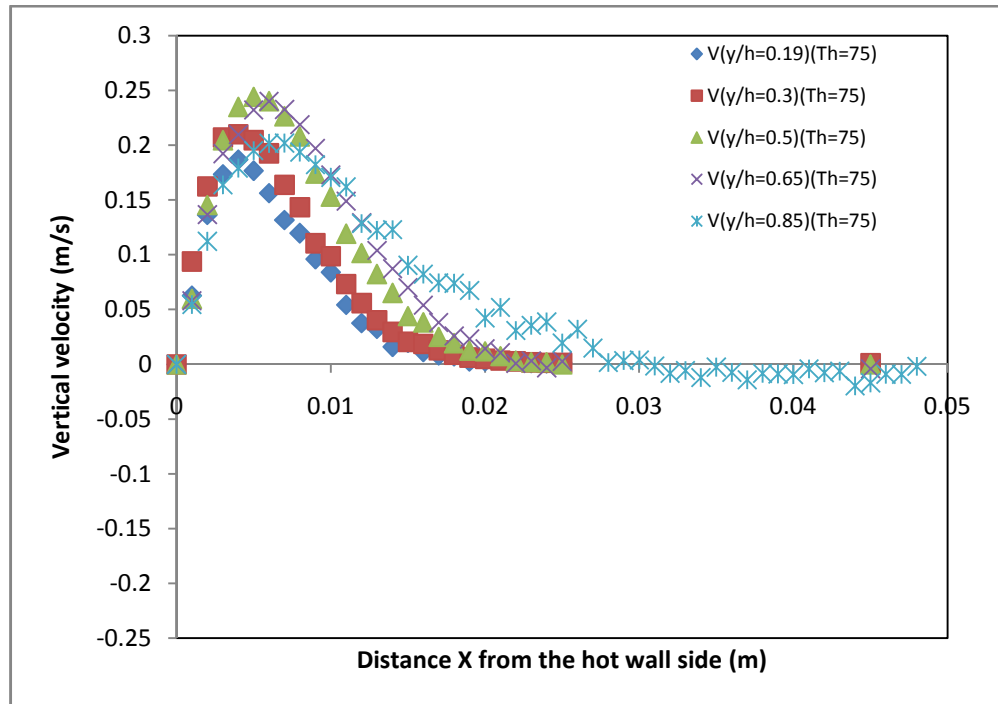 0.3
0.25
0.2
0.15
0.1
0.05
0
-0.05
-0.1
-0.15
-0.2
-0.25
0
0.01
0.02
0.03
0.04
0.05
Vertical velocity (m/s)
Distance X from the hot wall side (m)
V(y/h=0.19)(Th=75)
V(y/h=0.3)(Th=75)
V(y/h=0.5)(Th=75)
V(y/h=0.65)(Th=75)
V(y/h=0.85)(Th=75)